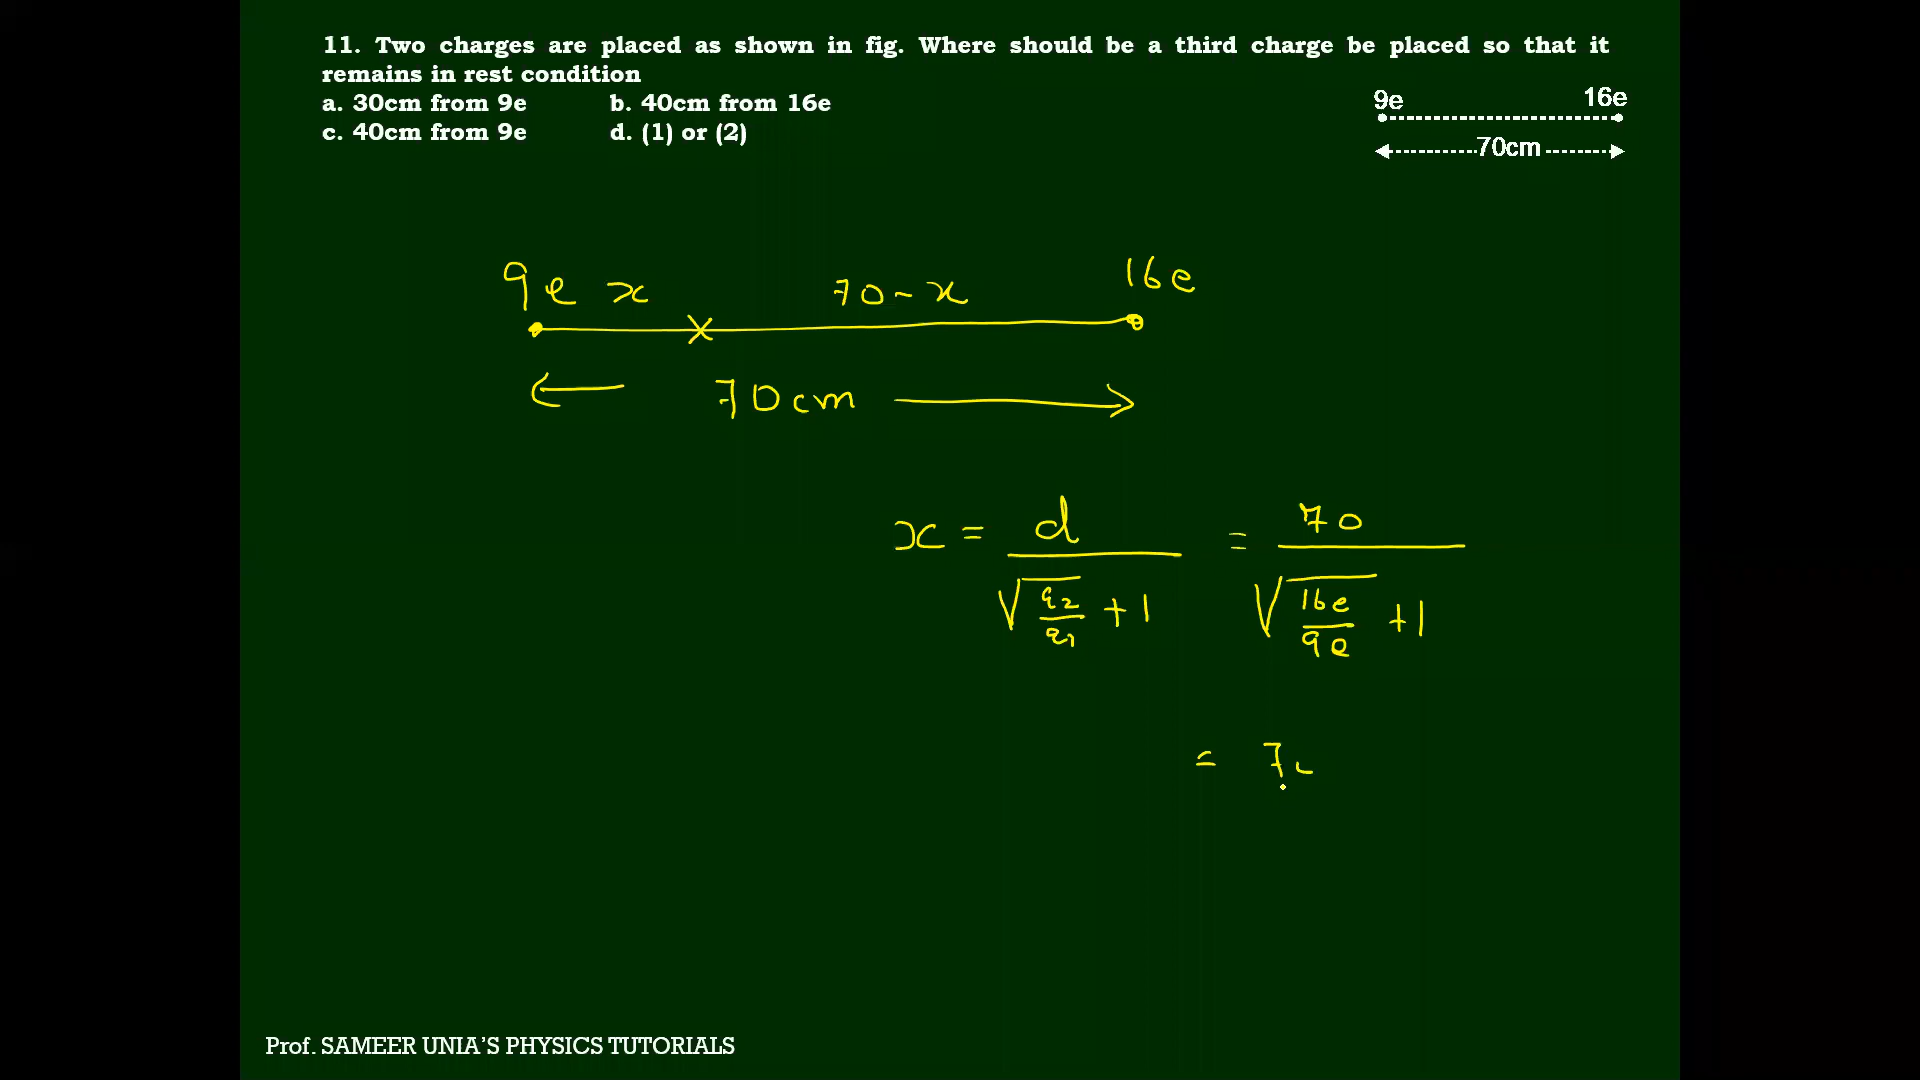 11. Two charges are placed as shown in fig. Where should be a third charge be placed so that it
remains in rest condition
a. 30cm from 9e b. 40cm from 16e
c. 40cm from 9e d. (1) or (2)
9e 16e
70cm
9e x 70-x 16e
70cm
x = d / √(q2/q1) + 1 = 70 / √(16e/9e) + 1
= 7
Prof. SAMEER UNIA'S PHYSICS TUTORIALS